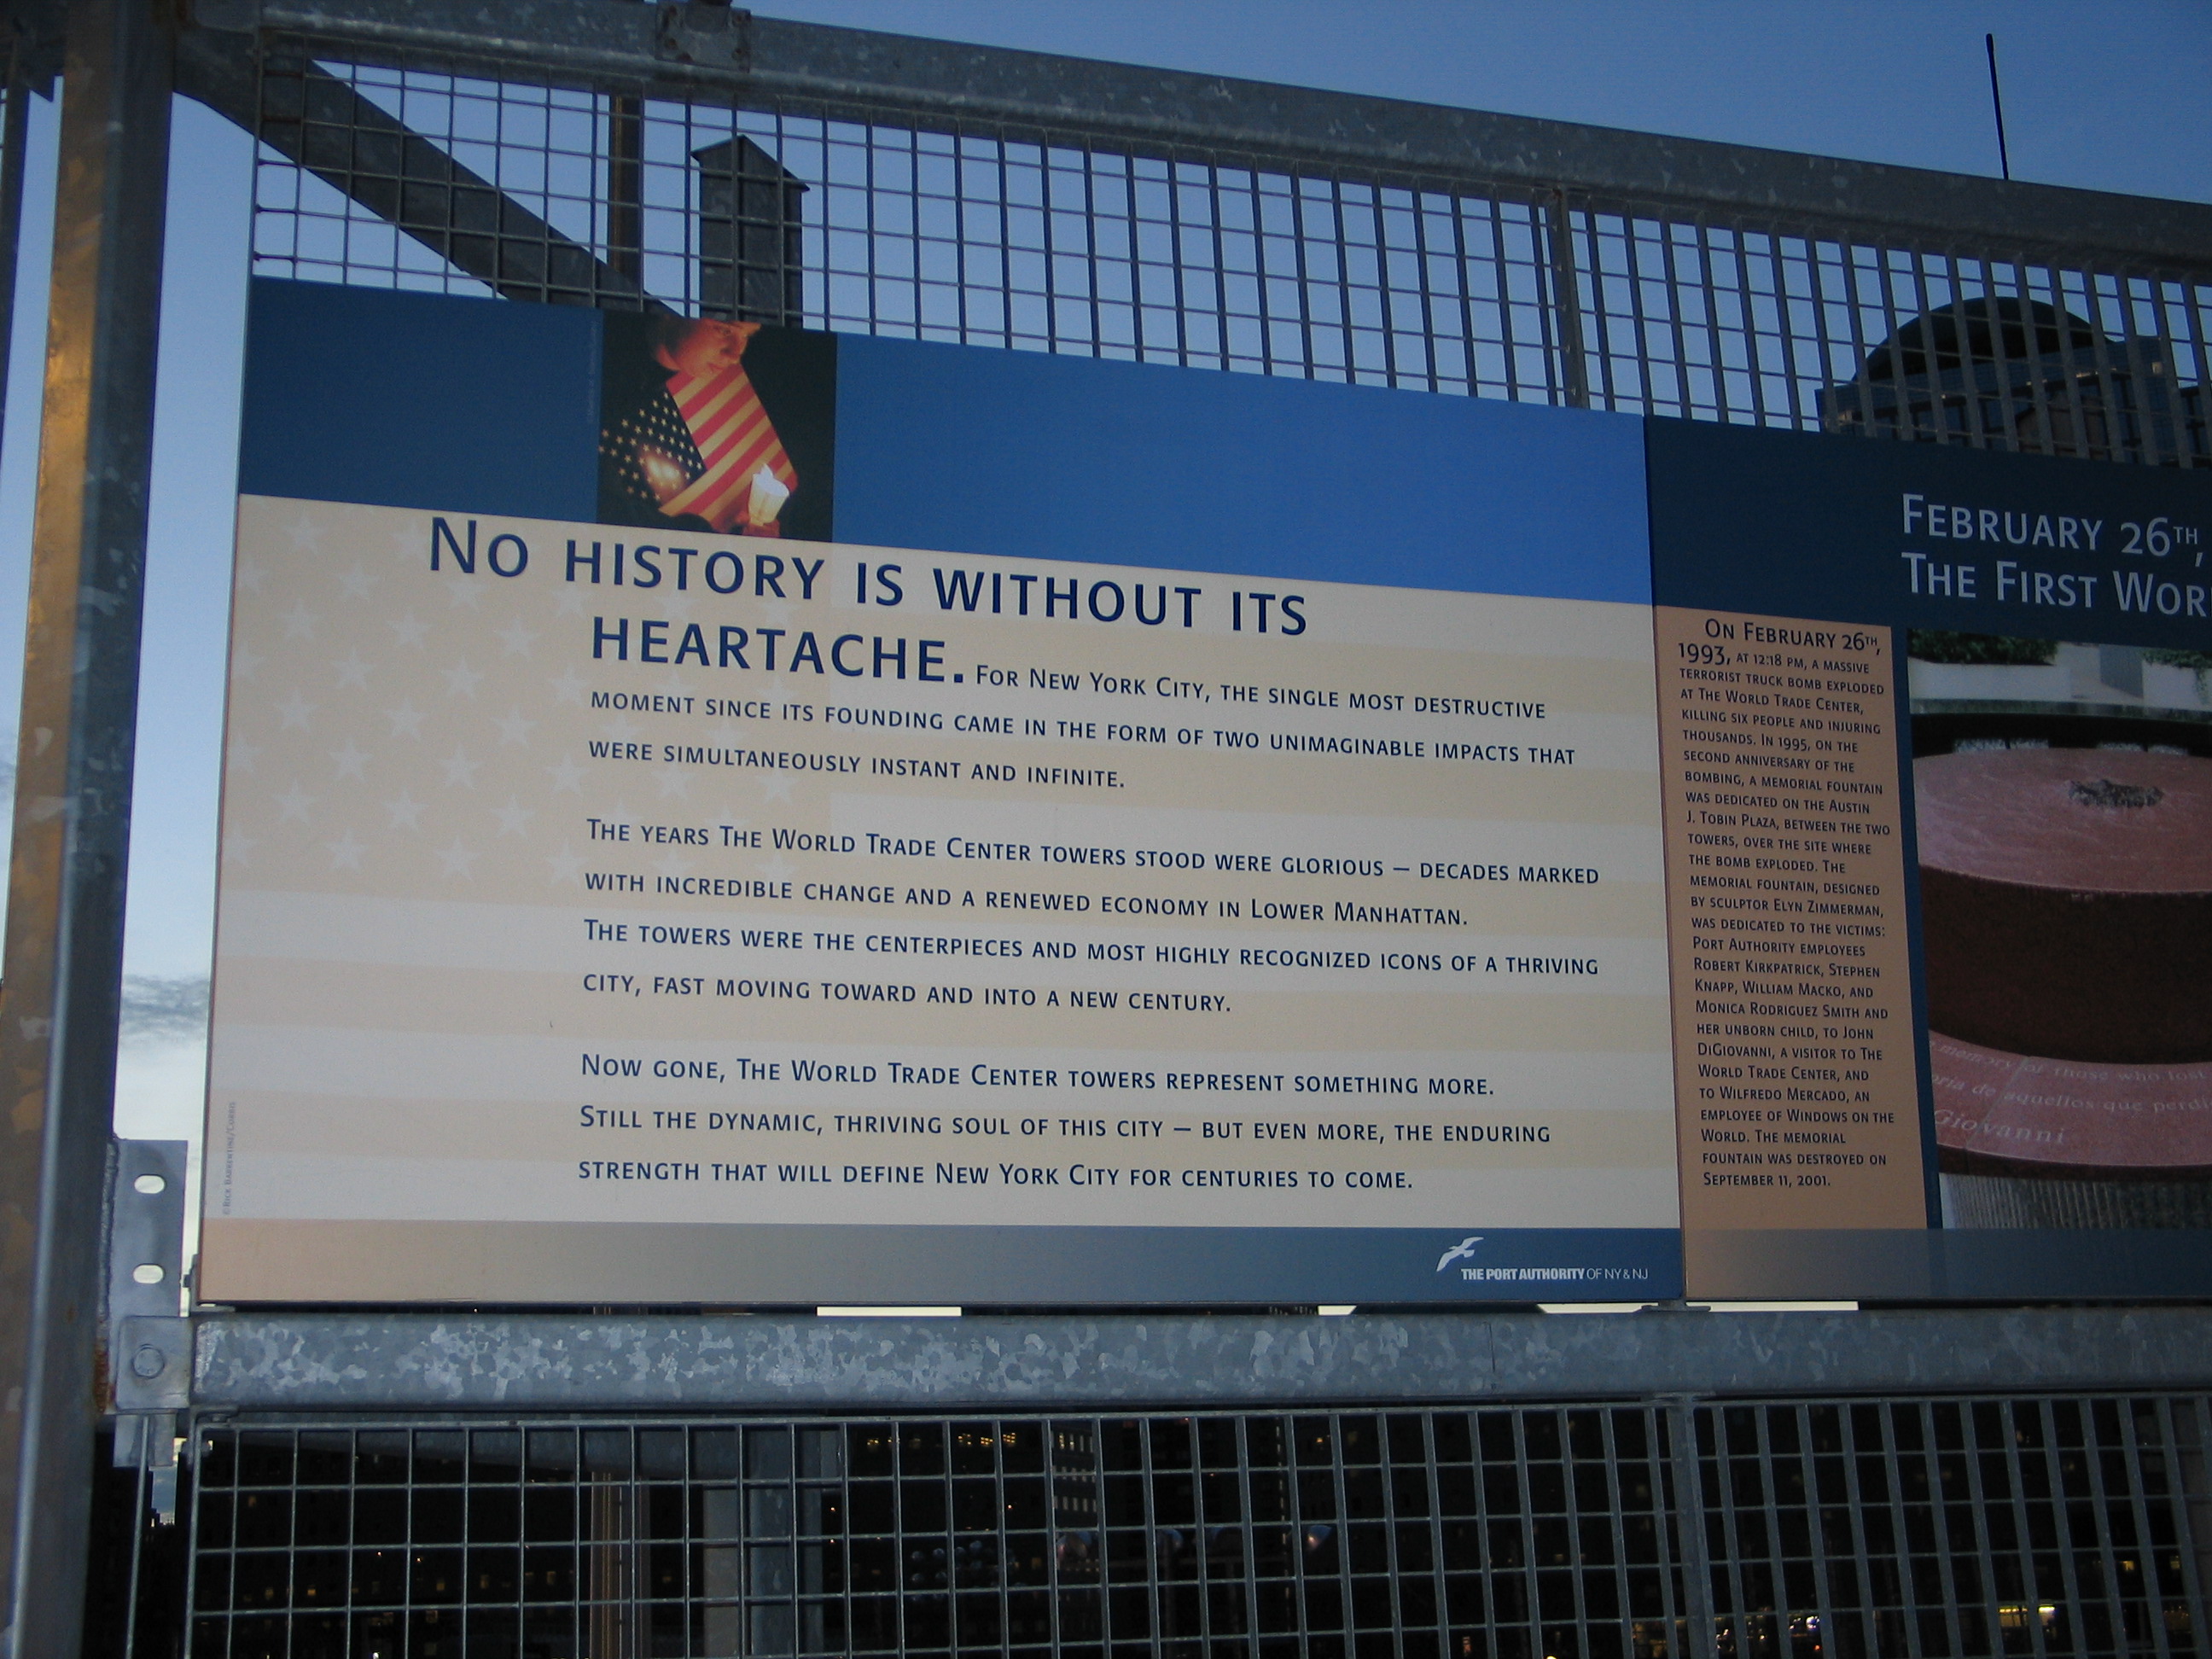 No history is without its
heartache. For New York City, the single most destructive
moment since its founding came in the form of two unimaginable impacts that
were simultaneously instant and infinite.
The years The World Trade Center towers stood were glorious — decades marked
with incredible change and a renewed economy in Lower Manhattan.
The towers were the centerpieces and most highly recognized icons of a thriving
city, fast moving toward and into a new century.
Now gone, The World Trade Center towers represent something more.
Still the dynamic, thriving soul of this city — but even more, the enduring
strength that will define New York City for centuries to come.
THE PORT AUTHORITY OF NY & NJ
February 26th,
The First Wor
On February 26th,
1993, at 12:18 pm, a massive
terrorist truck bomb exploded
at The World Trade Center,
killing six people and injuring
thousands. In 1995, on the
second anniversary of the
bombing, a memorial fountain
was dedicated on the Austin
J. Tobin Plaza, between the two
towers, over the site where
the bomb exploded. The
memorial fountain, designed
by sculptor Elyn Zimmerman,
was dedicated to the victims:
Port Authority employees
Robert Kirkpatrick, Stephen
Knapp, William Macko, and
Monica Rodriguez Smith and
her unborn child, to John
DiGiovanni, a visitor to The
World Trade Center, and
to Wilfredo Mercado, an
employee of Windows on the
World. The memorial
fountain was destroyed on
September 11, 2001.
memory of those who lost
oria de aquellos que perdi
Giovanni